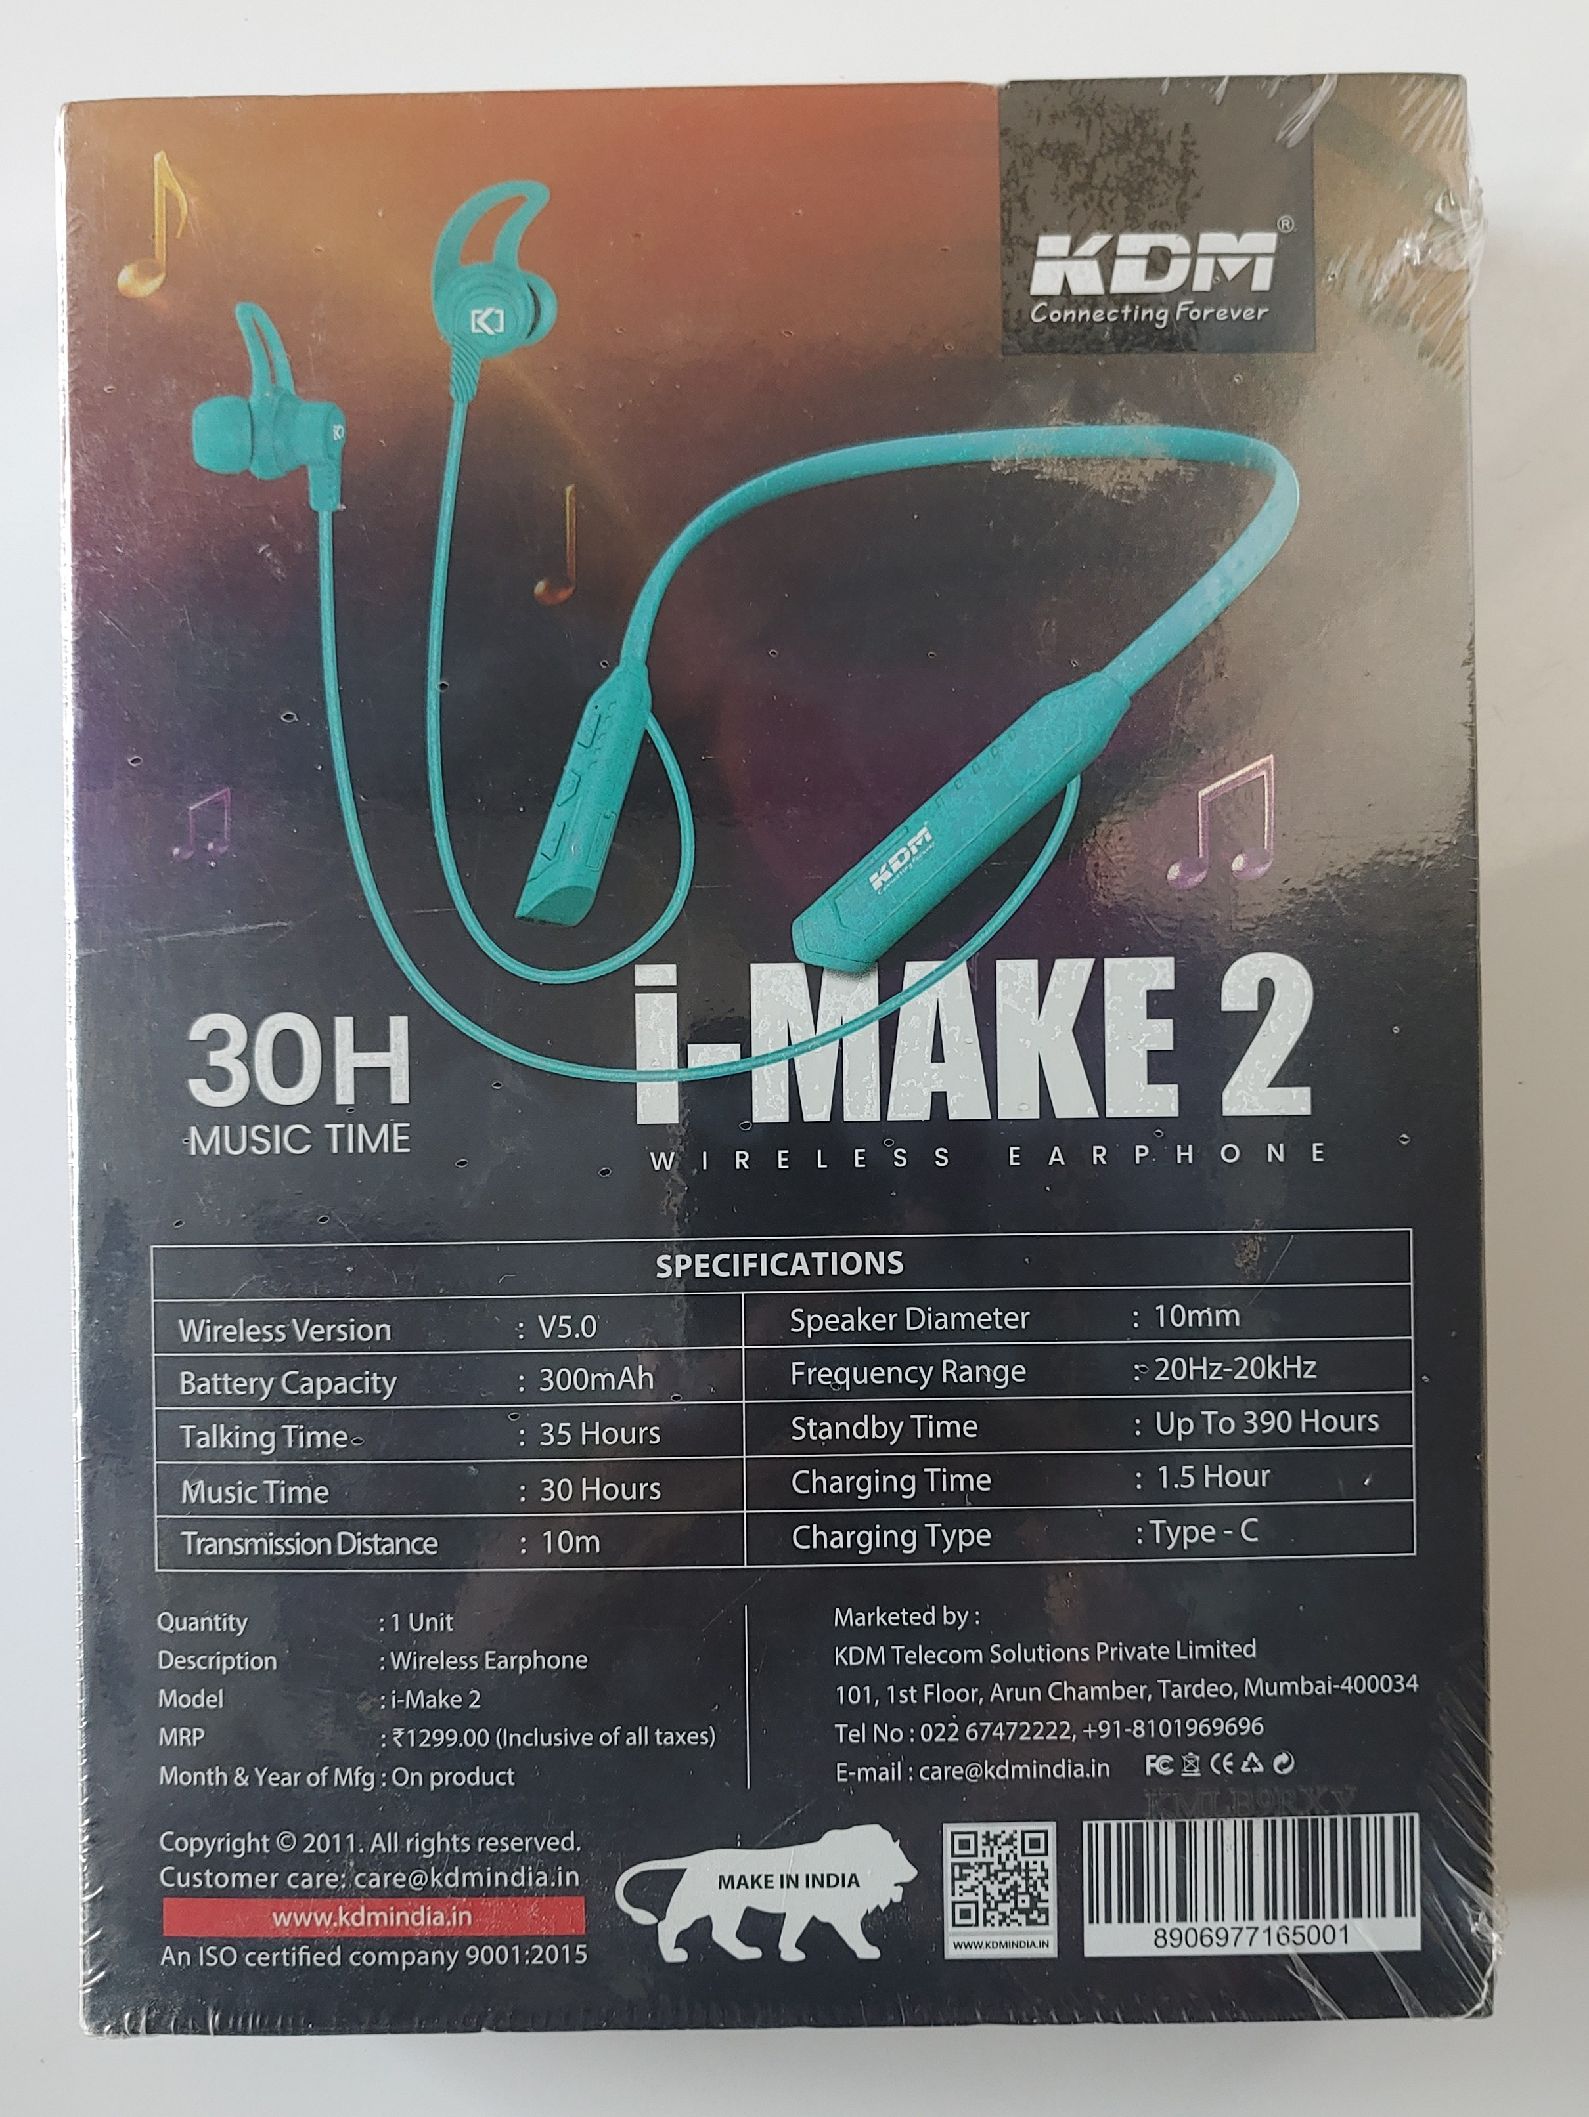 KDM®
Connecting Forever
KDM
Connecting Forever
30H
MUSIC TIME
i-MAKE 2
WIRELESS EARPHONE
SPECIFICATIONS
Wireless Version : V5.0
Speaker Diameter : 10mm
Battery Capacity : 300mAh
Frequency Range : 20Hz-20kHz
Talking Time : 35 Hours
Standby Time : Up To 390 Hours
Music Time : 30 Hours
Charging Time : 1.5 Hour
Transmission Distance : 10m
Charging Type : Type - C
Quantity : 1 Unit
Description : Wireless Earphone
Model : i-Make 2
MRP : ₹1299.00 (Inclusive of all taxes)
Month & Year of Mfg : On product
Marketed by :
KDM Telecom Solutions Private Limited
101, 1st Floor, Arun Chamber, Tardeo, Mumbai-400034
Tel No : 022 67472222, +91-8101969696
E-mail : care@kdmindia.in FC CE
Copyright © 2011. All rights reserved.
Customer care: care@kdmindia.in
www.kdmindia.in
An ISO certified company 9001:2015
MAKE IN INDIA
WWW.KDMINDIA.IN
8906977165001